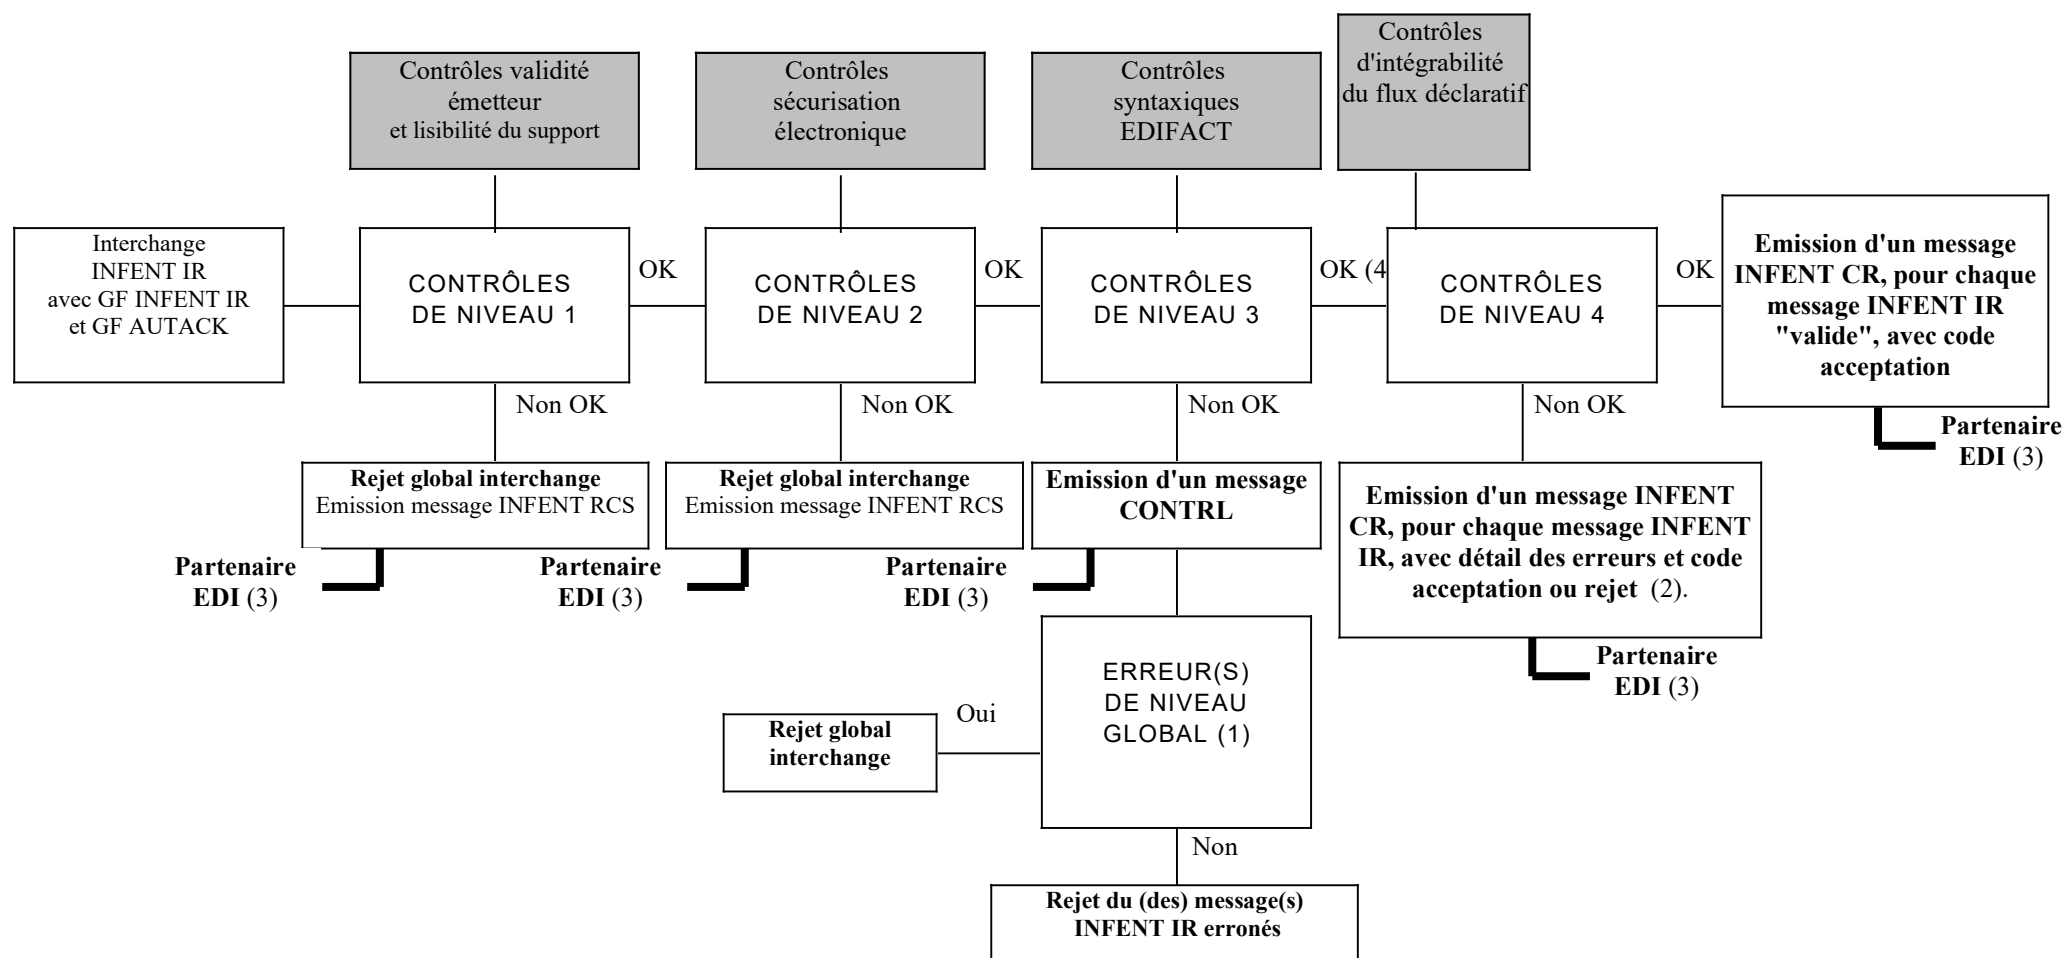 Contrôles validité
émetteur
et lisibilité du support
Contrôles
sécurisation
électronique
Contrôles
syntaxiques
EDIFACT
Contrôles
d'intégrabilité
du flux déclaratif
Interchange
INFENT IR
avec GF INFENT IR
et GF AUTACK
CONTRÔLES
DE NIVEAU 1
OK
CONTRÔLES
DE NIVEAU 2
OK
CONTRÔLES
DE NIVEAU 3
OK (4
CONTRÔLES
DE NIVEAU 4
OK
Emission d'un message
INFENT CR, pour chaque
message INFENT IR
"valide", avec code
acceptation
Partenaire
EDI (3)
Non OK
Non OK
Non OK
Non OK
Rejet global interchange
Emission message INFENT RCS
Partenaire
EDI (3)
Rejet global interchange
Emission message INFENT RCS
Partenaire
EDI (3)
Emission d'un message
CONTRL
Partenaire
EDI (3)
Emission d'un message INFENT
CR, pour chaque message INFENT
IR, avec détail des erreurs et code
acceptation ou rejet (2).
Partenaire
EDI (3)
ERREUR(S)
DE NIVEAU
GLOBAL (1)
Oui
Rejet global
interchange
Non
Rejet du (des) message(s)
INFENT IR erronés